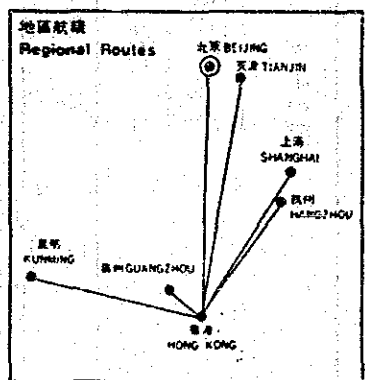 地區航線
Regional Routes
北京 BEIJING
天津 TIANJIN
上海
SHANGHAI
杭州
HANGZHOU
昆明
KUNMING
廣州 GUANGZHOU
香港
HONG KONG